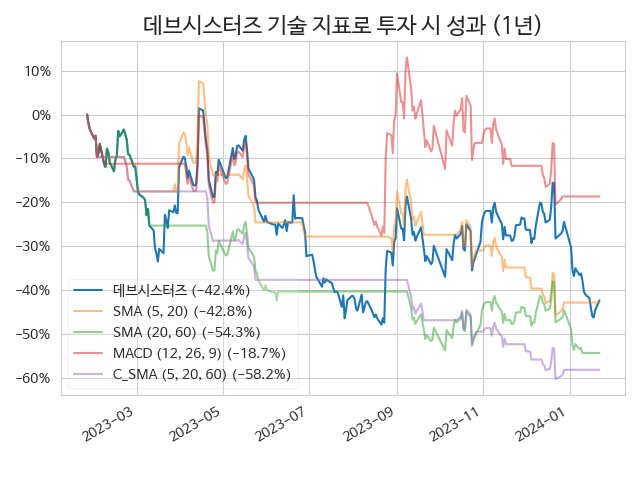 데브시스터즈 기술 지표로 투자 시 성과 (1년)
10%
0%
−10%
−20%
−30%
−40%
−50%
−60%
데브시스터즈 (−42.4%)
SMA (5, 20) (−42.8%)
SMA (20, 60) (−54.3%)
MACD (12, 26, 9) (−18.7%)
C_SMA (5, 20, 60) (−58.2%)
2023−03
2023−05
2023−07
2023−09
2023−11
2024−01